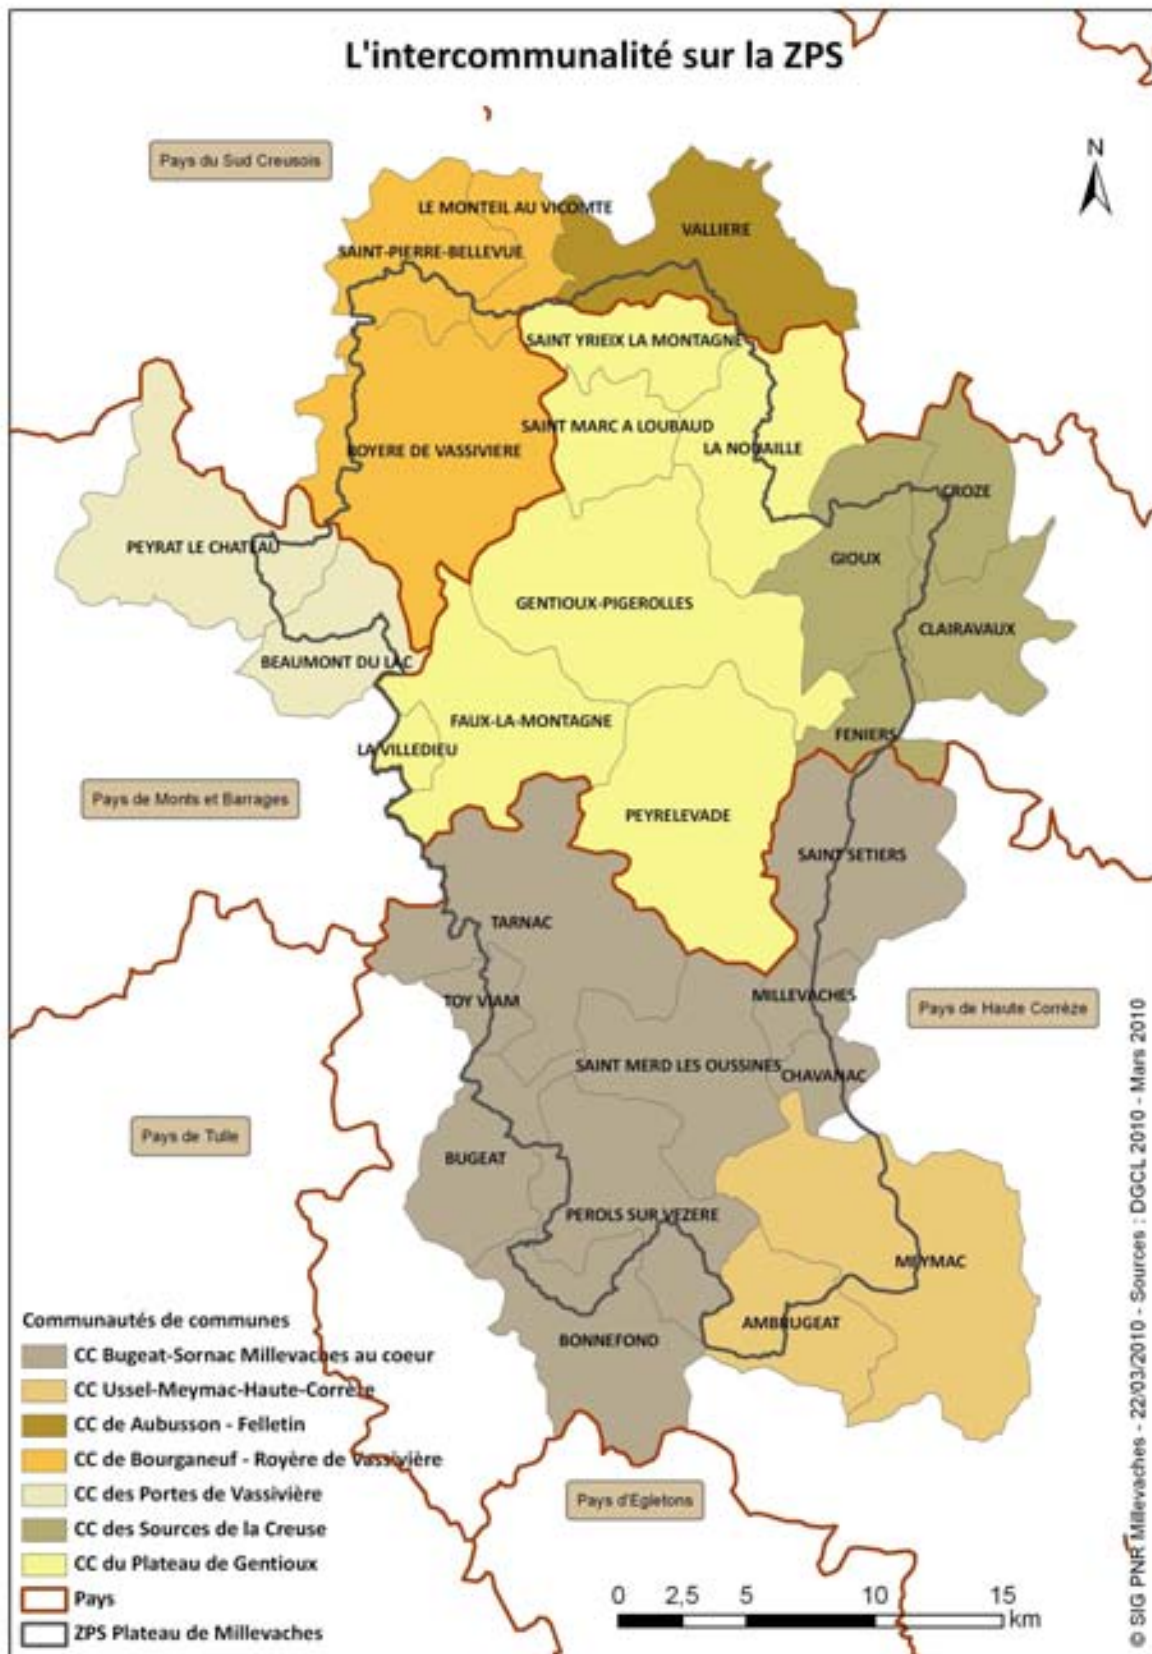 L'intercommunalité sur la ZPS
Pays du Sud Creusois
N
LE MONTEIL AU VICOMTE
VALLIERE
SAINT-PIERRE-BELLEVUE
SAINT YRIEIX LA MONTAGNE
SAINT MARC A LOUBAUD
LA NOUAILLE
ROYERE DE VASSIVIERE
CROZE
PEYRAT LE CHATEAU
GIOUX
GENTIOUX-PIGEROLLES
CLAIRAVAUX
BEAUMONT DU LAC
FAUX-LA-MONTAGNE
FENIERS
LA VILLEDIEU
Pays de Monts et Barrages
PEYRELEVADE
SAINT SETIERS
TARNAC
MILLEVACHES
TOY VIAM
Pays de Haute Corrèze
SAINT MERD LES OUSSINES
CHAVANAC
Pays de Tulle
BUGEAT
PEROLS SUR VEZERE
MEYMAC
AMBRUGEAT
BONNEFOND
Communautés de communes
CC Bugeat-Sornac Millevaches au coeur
CC Ussel-Meymac-Haute-Corrèze
CC de Aubusson - Felletin
CC de Bourganeuf - Royère de Vassivière
CC des Portes de Vassivière
CC des Sources de la Creuse
CC du Plateau de Gentioux
Pays
ZPS Plateau de Millevaches
Pays d'Egletons
0 2,5 5 10 15
km
© SIG PNR Millevaches - 22/03/2010 - Sources : DGCL 2010 - Mars 2010